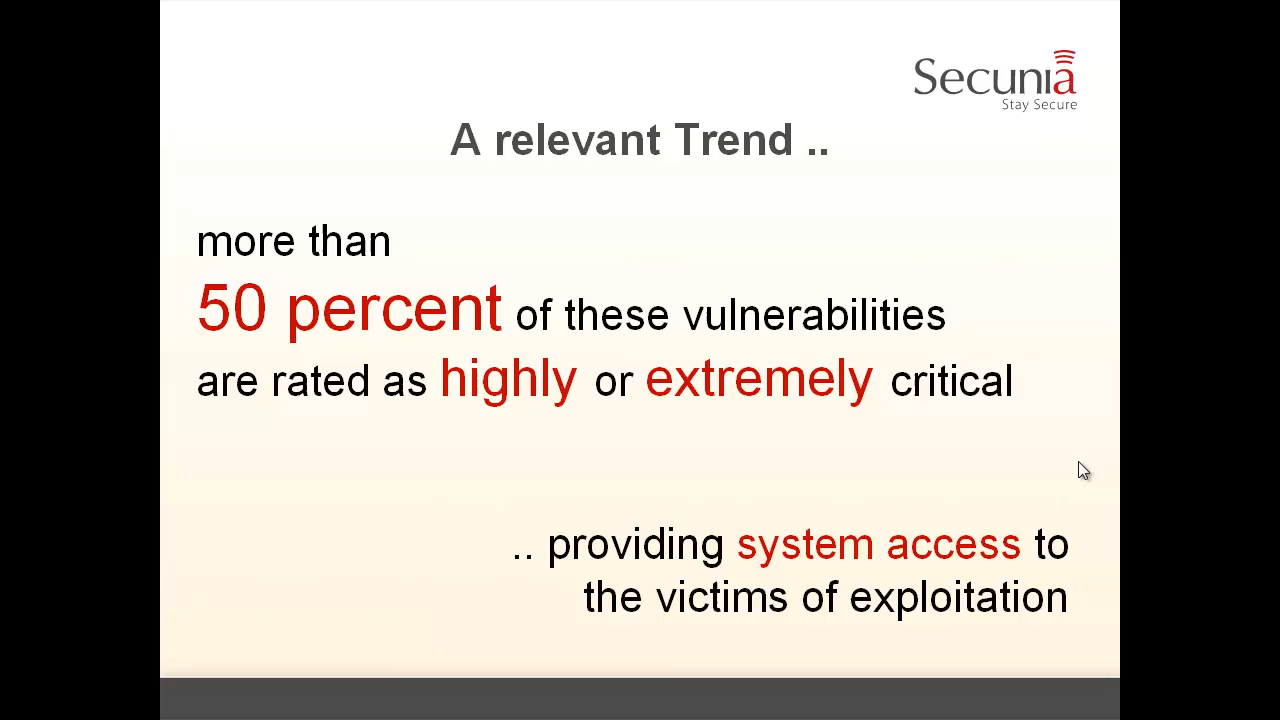 Secunia
Stay Secure
A relevant Trend ..
more than
50 percent of these vulnerabilities
are rated as highly or extremely critical
.. providing system access to
the victims of exploitation